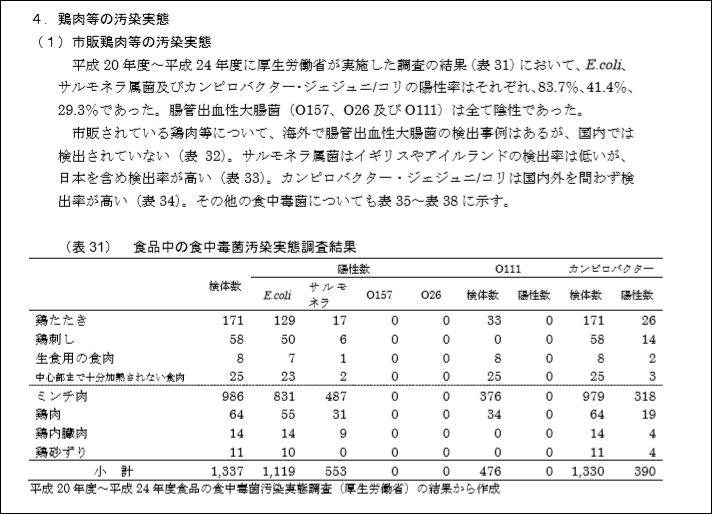 ４．鶏肉等の汚染実態
（１）市販鶏肉等の汚染実態
平成 20 年度～平成 24 年度に厚生労働省が実施した調査の結果（表 31）において、E.coli、
サルモネラ属菌及びカンピロバクター・ジェジュニ/コリの陽性率はそれぞれ、83.7%、41.4%、
29.3%であった。腸管出血性大腸菌（O157、O26 及び O111）は全て陰性であった。
市販されている鶏肉等について、海外で腸管出血性大腸菌の検出事例はあるが、国内では
検出されていない（表 32）。サルモネラ属菌はイギリスやアイルランドの検出率は低いが、
日本を含め検出率が高い（表 33）。カンピロバクター・ジェジュニ/コリは国内外を問わず検
出率が高い（表 34）。その他の食中毒菌についても表 35～表 38 に示す。
（表 31） 食品中の食中毒菌汚染実態調査結果
検体数 陽性数 O111 カンピロバクター
E.coli サルモネラ O157 O26 検体数 陽性数 検体数 陽性数
鶏たたき 171 129 17 0 0 33 0 171 26
鶏刺し 58 50 6 0 0 0 0 58 14
生食用の食肉 8 7 1 0 0 8 0 8 2
中心部まで十分加熱されない食肉 25 23 2 0 0 25 0 25 3
ミンチ肉 986 831 487 0 0 376 0 979 318
鶏肉 64 55 31 0 0 34 0 64 19
鶏内臓肉 14 14 9 0 0 0 0 14 4
鶏砂ずり 11 10 0 0 0 0 0 11 4
小 計 1,337 1,119 553 0 0 476 0 1,330 390
平成 20 年度～平成 24 年度食品の食中毒菌汚染実態調査（厚生労働省）の結果から作成